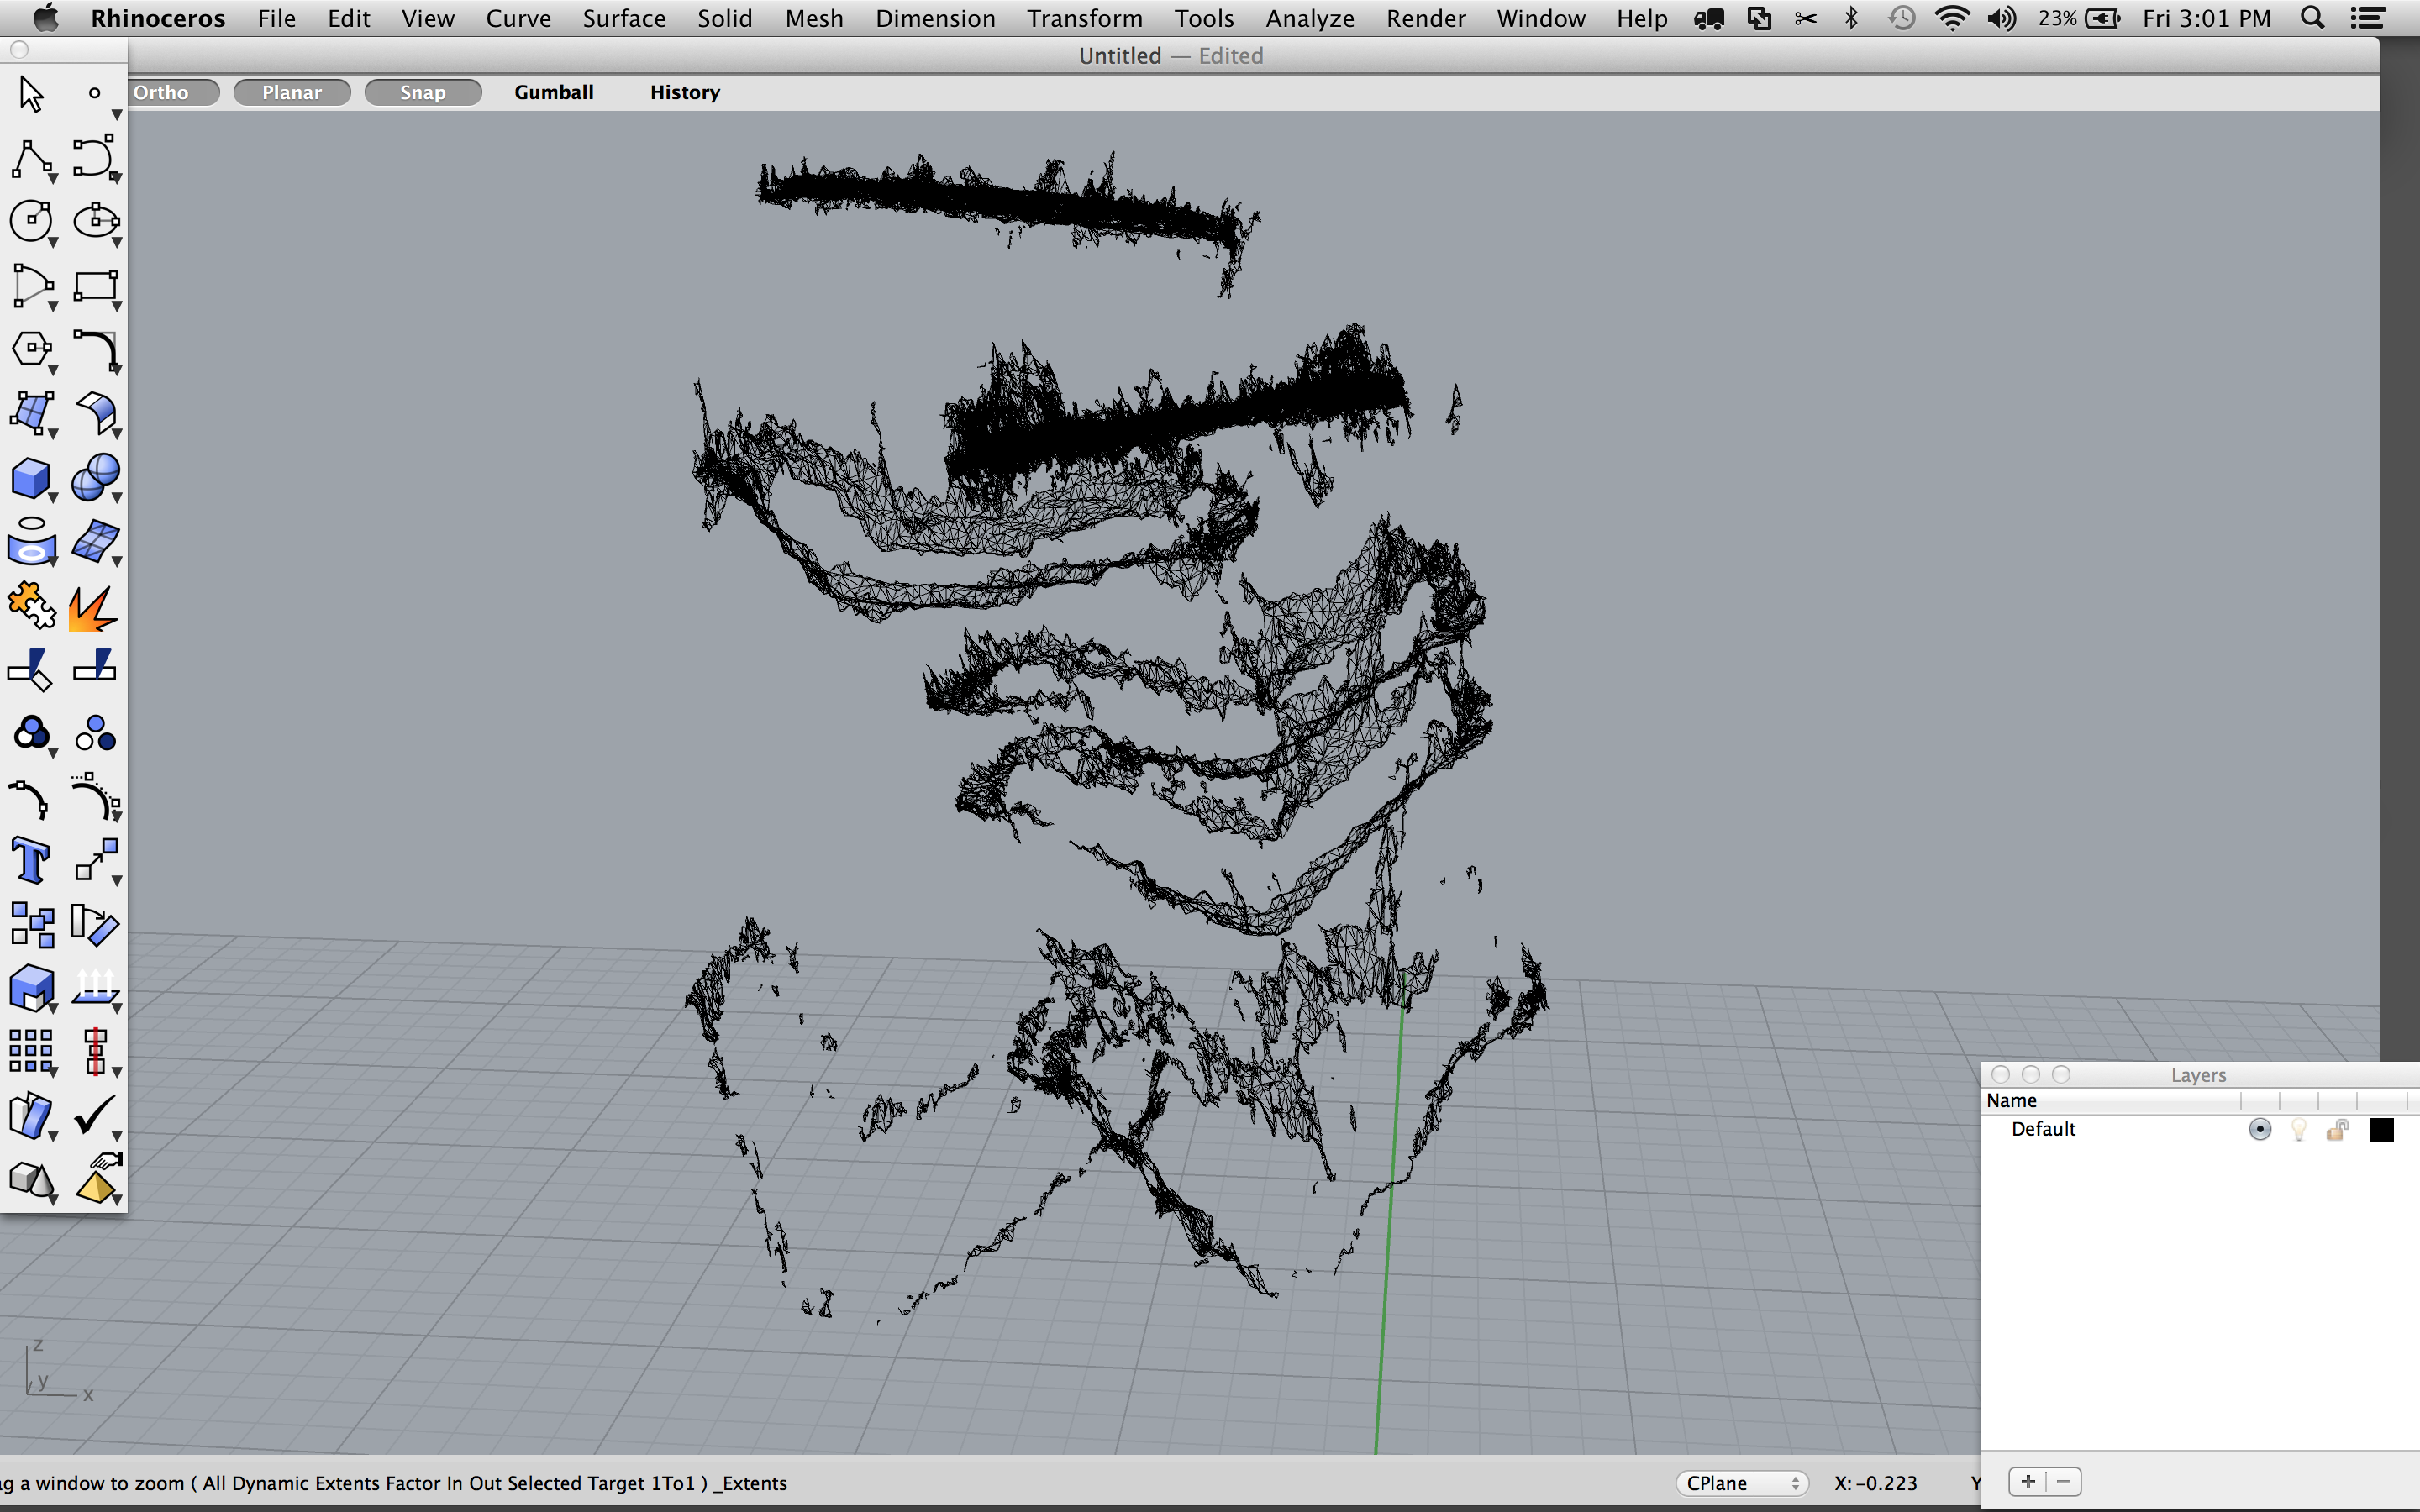 Rhinoceros File Edit View Curve Surface Solid Mesh Dimension Transform Tools Analyze Render Window Help 23% Fri 3:01 PM
Untitled — Edited
Ortho Planar Snap Gumball History
Layers
Name
Default
z
y
x
g a window to zoom ( All Dynamic Extents Factor In Out Selected Target 1To1 ) _Extents CPlane X: -0.223 Y